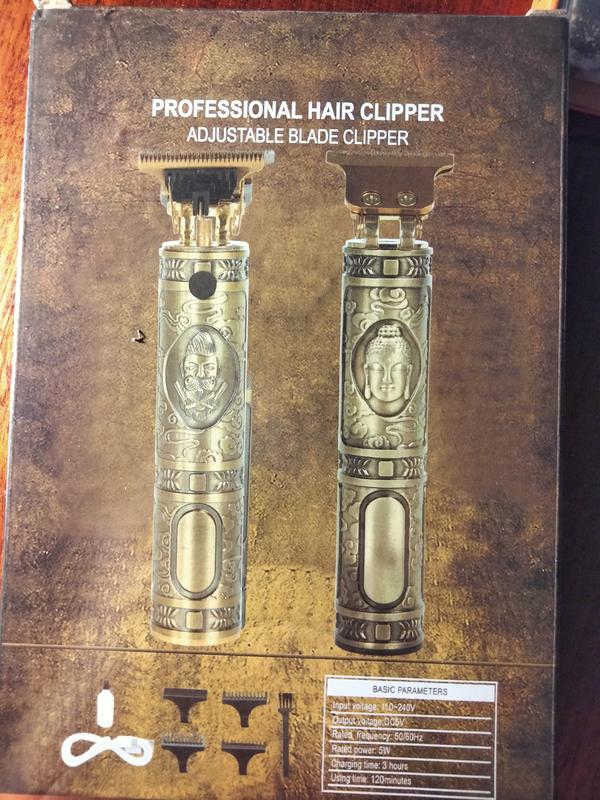 PROFESSIONAL HAIR CLIPPER
ADJUSTABLE BLADE CLIPPER
BASIC PARAMETERS
Input voltage: 110~240V
Output voltage:DC5V
Rated frequency: 50/60Hz
Rated power: 5W
Charging time: 3 hours
Using time: 120minutes